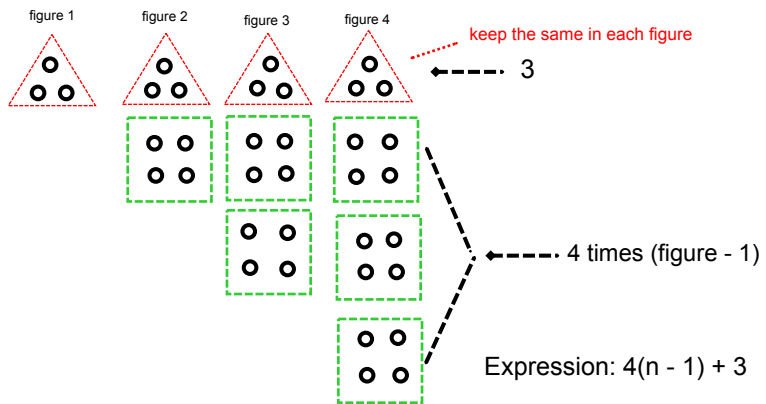 figure 1
figure 2
figure 3
figure 4
keep the same in each figure
3
4 times (figure - 1)
Expression: 4(n - 1) + 3